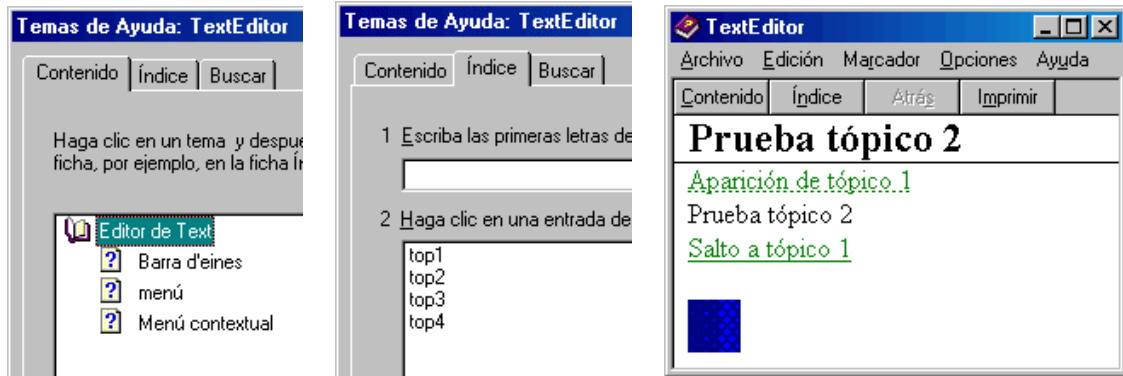 Temas de Ayuda: TextEditor
Contenido Índice Buscar
Haga clic en un tema y despue
ficha, por ejemplo, en la ficha Ír
Editor de Text
Barra d'eines
menú
Menú contextual
Temas de Ayuda: TextEditor
Contenido Índice Buscar
1 Escriba las primeras letras de
2 Haga clic en una entrada de
top1
top2
top3
top4
TextEditor
Archivo Edición Marcador Opciones Ayuda
Contenido Índice Atrás Imprimir
Prueba tópico 2
Aparición de tópico 1
Prueba tópico 2
Salto a tópico 1